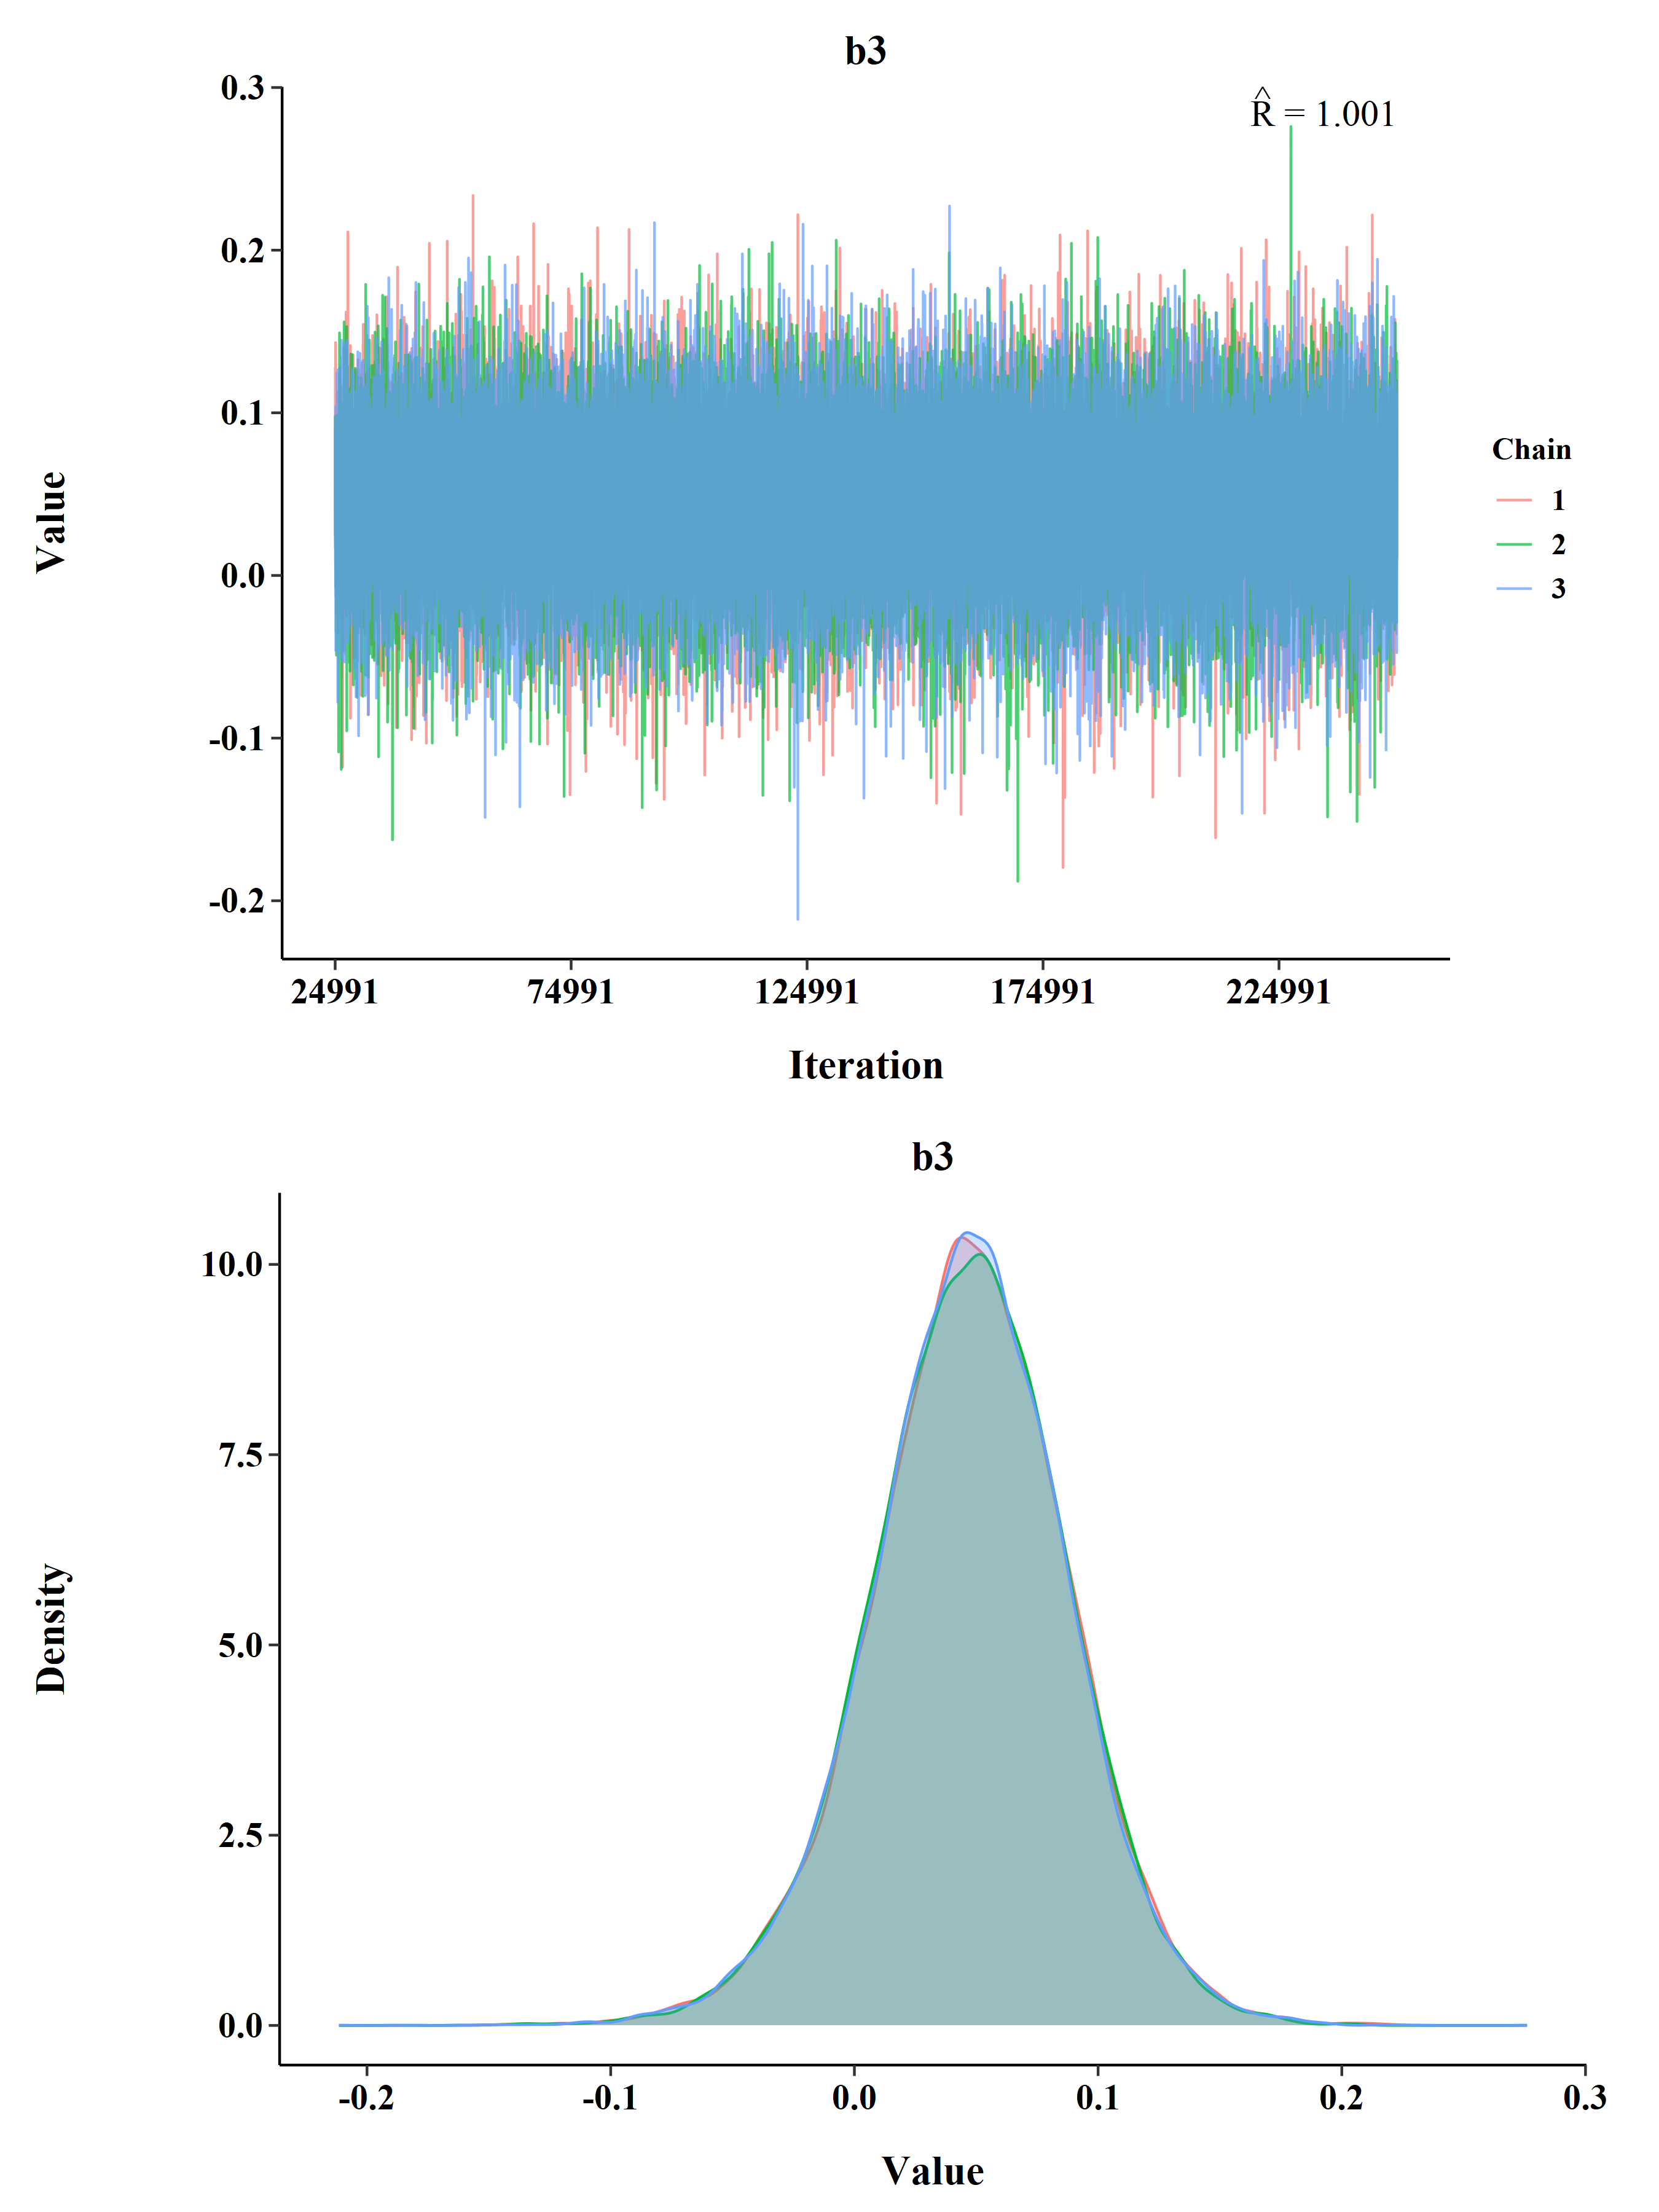 b3
R̂ = 1.001
0.3
0.2
0.1
0.0
-0.1
-0.2
Value
24991 74991 124991 174991 224991
Iteration
Chain
1
2
3
b3
10.0
7.5
5.0
2.5
0.0
Density
-0.2 -0.1 0.0 0.1 0.2 0.3
Value